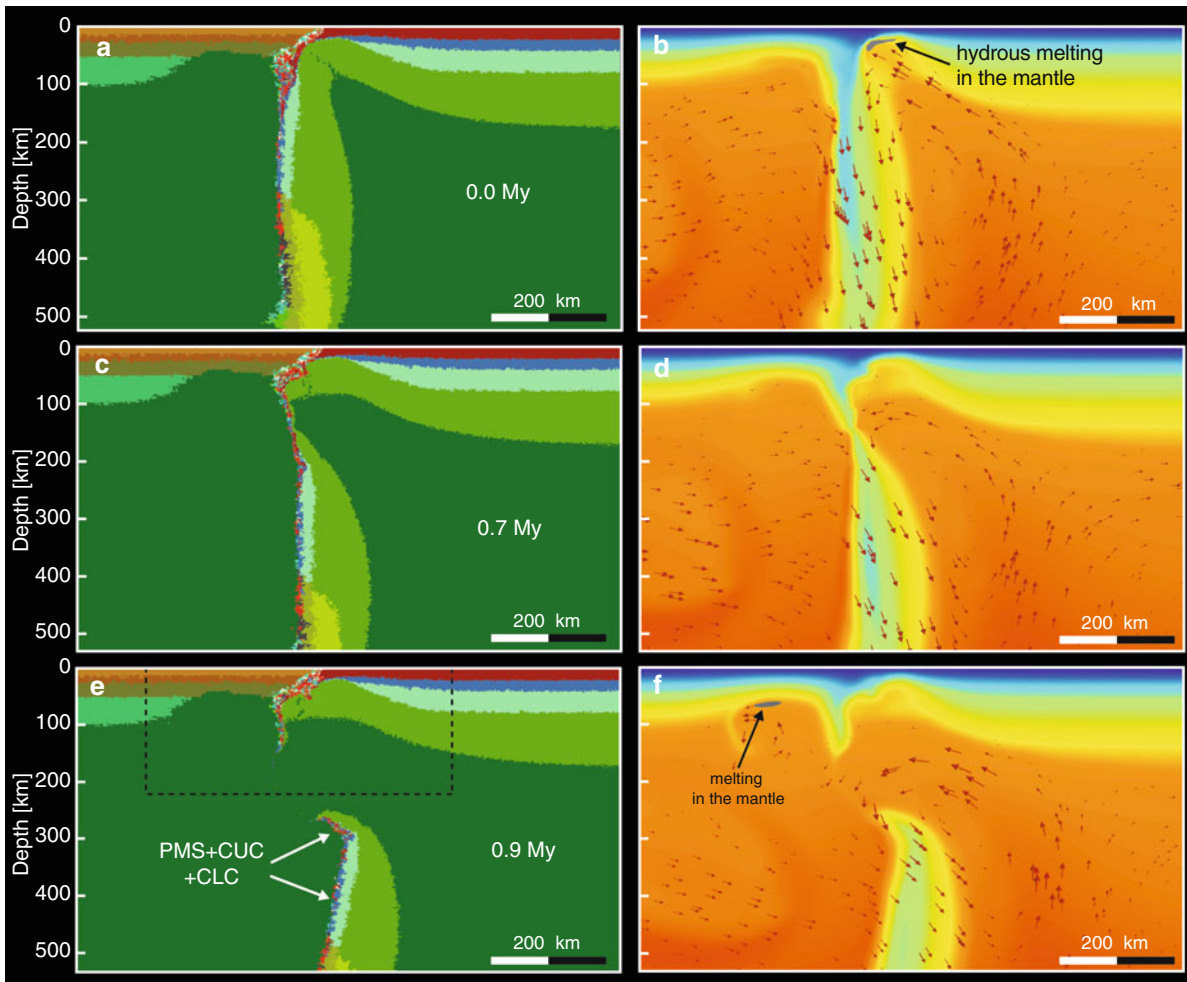 a
0
100
200
300
400
500
Depth [km]
0.0 My
200 km
b
hydrous melting
in the mantle
200 km
c
0
100
200
300
400
500
Depth [km]
0.7 My
200 km
d
200 km
e
0
100
200
300
400
500
Depth [km]
PMS+CUC
+CLC
0.9 My
200 km
f
melting
in the mantle
200 km